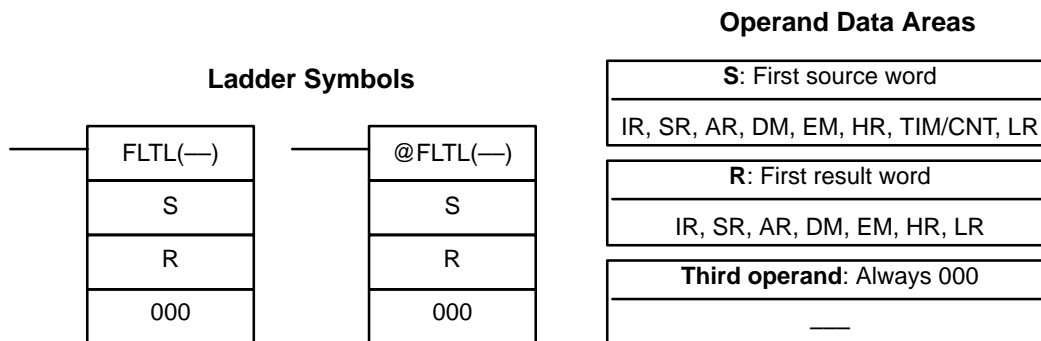 Ladder Symbols
FLTL(—)
S
R
000
@FLTL(—)
S
R
000
Operand Data Areas
S: First source word
IR, SR, AR, DM, EM, HR, TIM/CNT, LR
R: First result word
IR, SR, AR, DM, EM, HR, LR
Third operand: Always 000
—